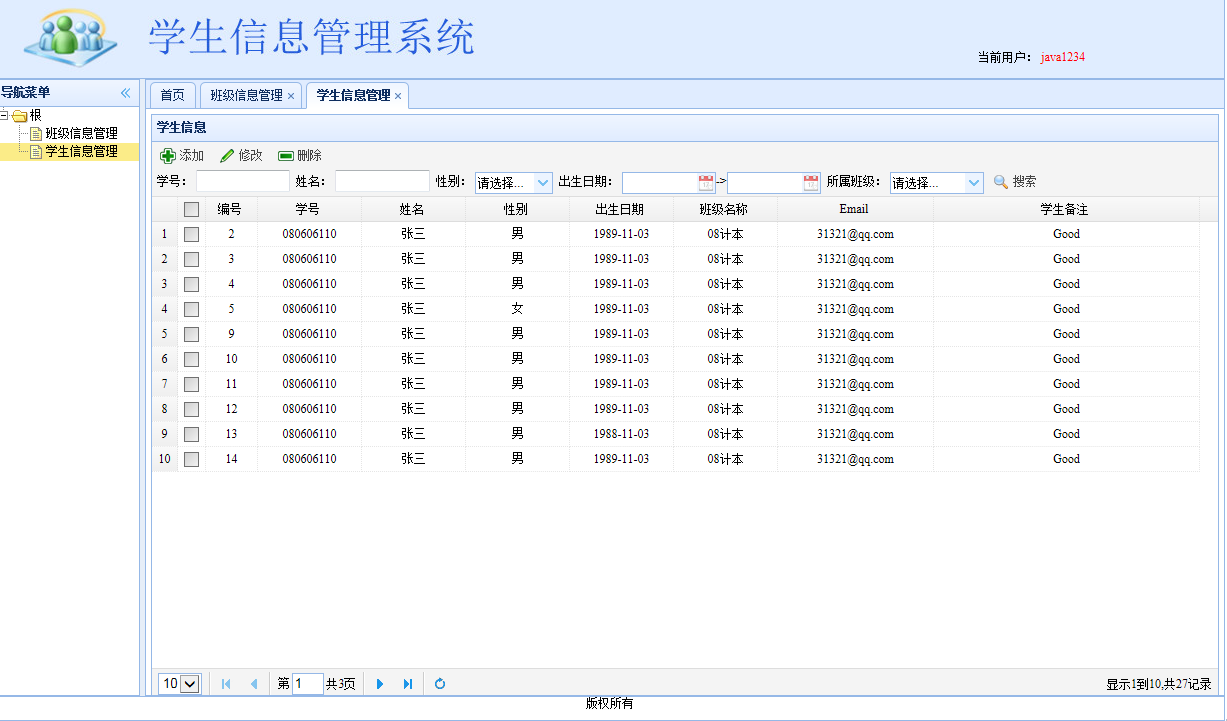 学生信息管理系统
当前用户： java1234
导航菜单
根
班级信息管理
学生信息管理
首页 班级信息管理 × 学生信息管理 ×
学生信息
添加 修改 删除
学号： 姓名： 性别： 请选择... 出生日期： -> 所属班级： 请选择... 搜索
编号 学号 姓名 性别 出生日期 班级名称 Email 学生备注
1 2 080606110 张三 男 1989-11-03 08计本 31321@qq.com Good
2 3 080606110 张三 男 1989-11-03 08计本 31321@qq.com Good
3 4 080606110 张三 男 1989-11-03 08计本 31321@qq.com Good
4 5 080606110 张三 女 1989-11-03 08计本 31321@qq.com Good
5 9 080606110 张三 男 1989-11-03 08计本 31321@qq.com Good
6 10 080606110 张三 男 1989-11-03 08计本 31321@qq.com Good
7 11 080606110 张三 男 1989-11-03 08计本 31321@qq.com Good
8 12 080606110 张三 男 1989-11-03 08计本 31321@qq.com Good
9 13 080606110 张三 男 1988-11-03 08计本 31321@qq.com Good
10 14 080606110 张三 男 1989-11-03 08计本 31321@qq.com Good
10 第 1 共3页 显示1到10,共27记录
版权所有